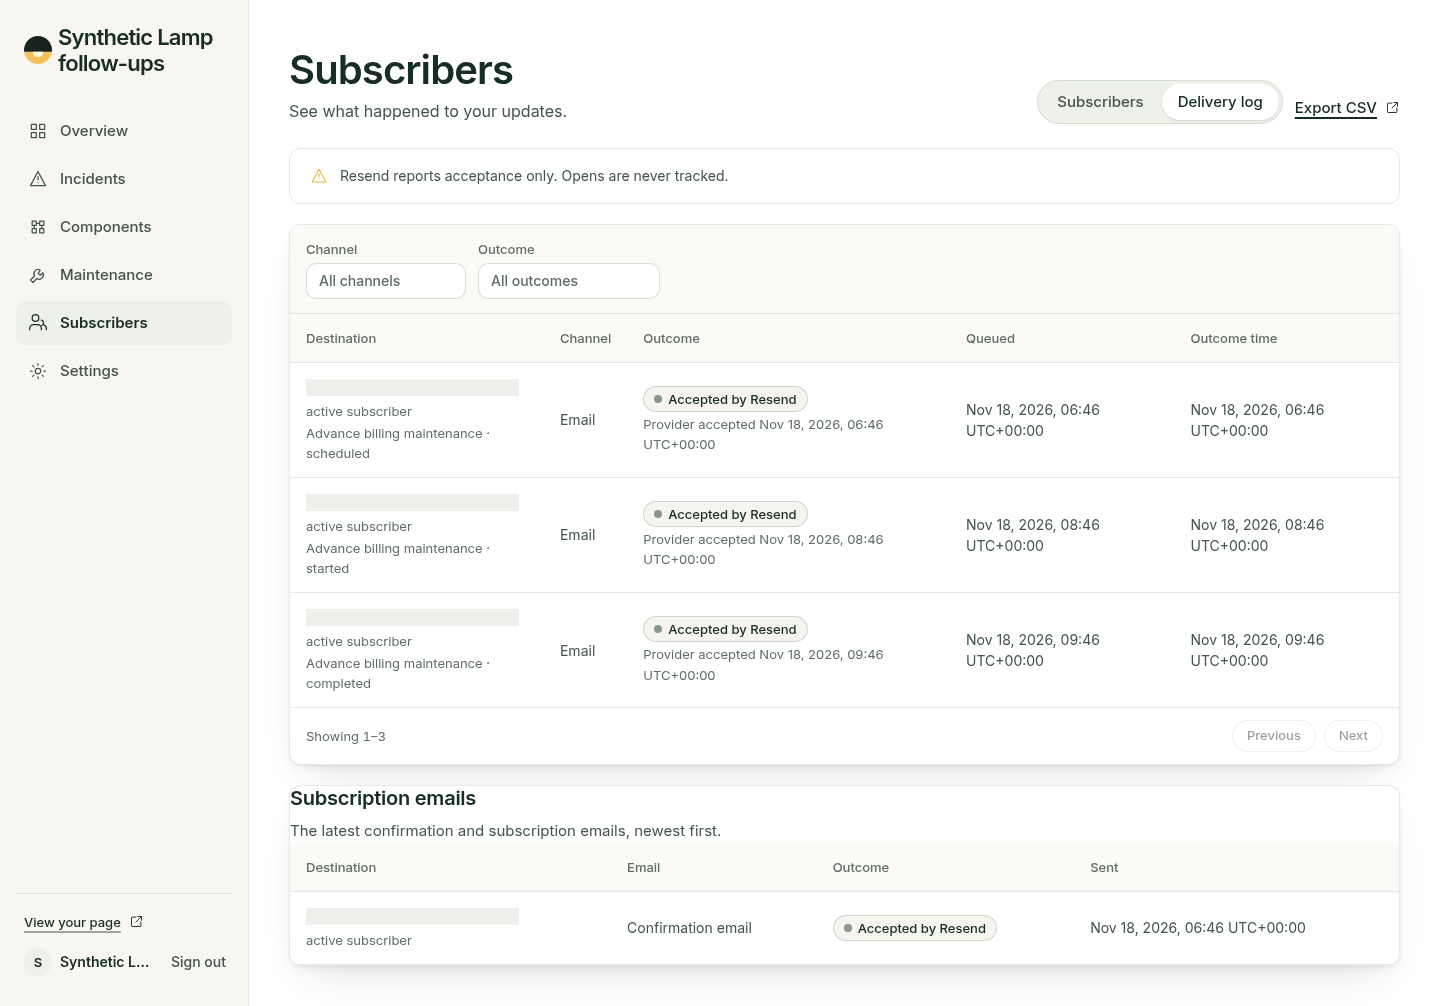 Synthetic Lamp
follow-ups
Overview
Incidents
Components
Maintenance
Subscribers
Settings
View your page
S Synthetic L... Sign out
Subscribers
See what happened to your updates.
Subscribers Delivery log Export CSV
Resend reports acceptance only. Opens are never tracked.
Channel Outcome
All channels All outcomes
Destination Channel Outcome Queued Outcome time
active subscriber
Advance billing maintenance ·
scheduled
Email
Accepted by Resend
Provider accepted Nov 18, 2026, 06:46
UTC+00:00
Nov 18, 2026, 06:46
UTC+00:00
Nov 18, 2026, 06:46
UTC+00:00
active subscriber
Advance billing maintenance ·
started
Email
Accepted by Resend
Provider accepted Nov 18, 2026, 08:46
UTC+00:00
Nov 18, 2026, 08:46
UTC+00:00
Nov 18, 2026, 08:46
UTC+00:00
active subscriber
Advance billing maintenance ·
completed
Email
Accepted by Resend
Provider accepted Nov 18, 2026, 09:46
UTC+00:00
Nov 18, 2026, 09:46
UTC+00:00
Nov 18, 2026, 09:46
UTC+00:00
Showing 1–3 Previous Next
Subscription emails
The latest confirmation and subscription emails, newest first.
Destination Email Outcome Sent
active subscriber
Confirmation email
Accepted by Resend
Nov 18, 2026, 06:46 UTC+00:00